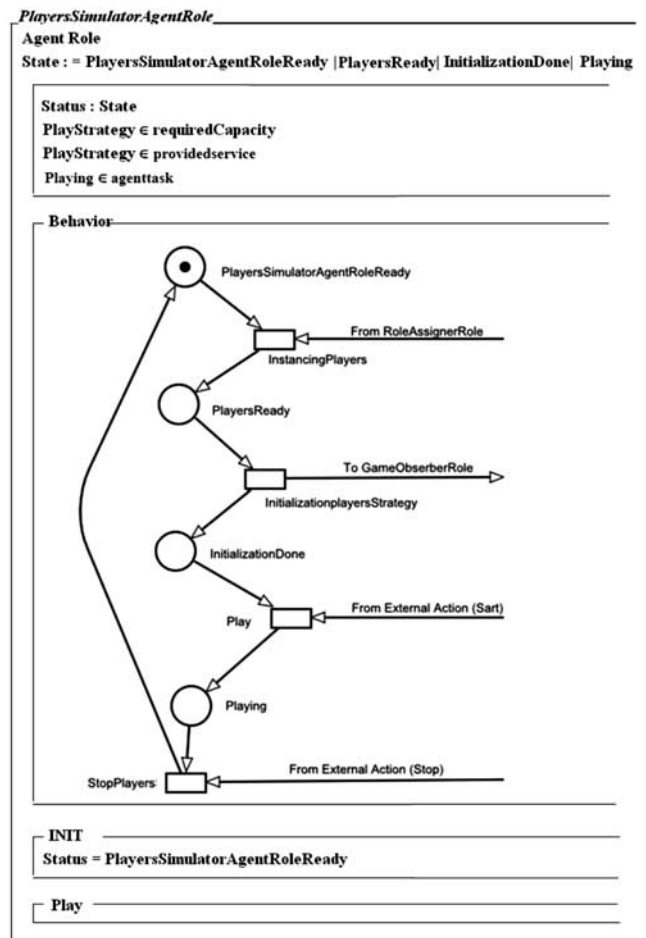 PlayersSimulatorAgentRole
Agent Role
State : = PlayersSimulatorAgentRoleReady |PlayersReady| InitializationDone| Playing
Status : State
PlayStrategy ∈ requiredCapacity
PlayStrategy ∈ providedservice
Playing ∈ agenttask
Behavior
PlayersSimulatorAgentRoleReady
From RoleAssignerRole
InstancingPlayers
PlayersReady
To GameObserberRole
InitializationplayersStrategy
InitializationDone
From External Action (Sart)
Play
Playing
From External Action (Stop)
StopPlayers
INIT
Status = PlayersSimulatorAgentRoleReady
Play